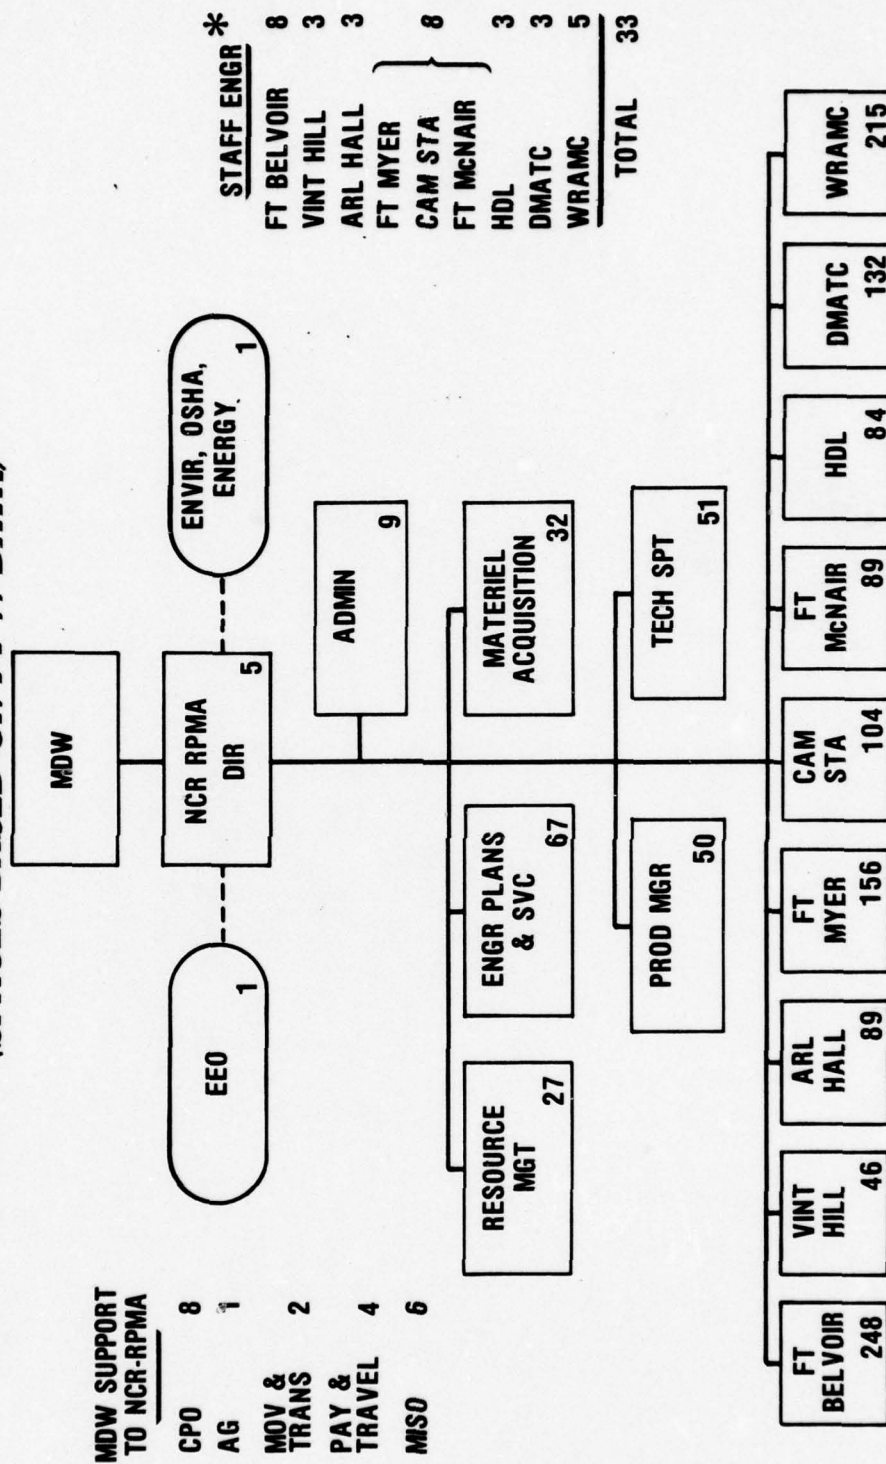 MDW
MDW SUPPORT
TO NCR-RPMA
CPO 8
AG 1
MOV &
TRANS 2
PAY &
TRAVEL 4
MISO 6
EEO
1
NCR RPMA
DIR
5
ENVIR, OSHA,
ENERGY
1
STAFF ENGR *
FT BELVOIR 8
VINT HILL 3
ARL HALL 3
FT MYER
CAM STA 8
FT McNAIR
HDL 3
DMATC 3
WRAMC 5
TOTAL 33
ADMIN
9
RESOURCE
MGT
27
ENGR PLANS
& SVC
67
MATERIEL
ACQUISITION
32
PROD MGR
50
TECH SPT
51
FT
BELVOIR
248
VINT
HILL
46
ARL
HALL
89
FT
MYER
156
CAM
STA
104
FT
McNAIR
89
HDL
84
DMATC
132
WRAMC
215